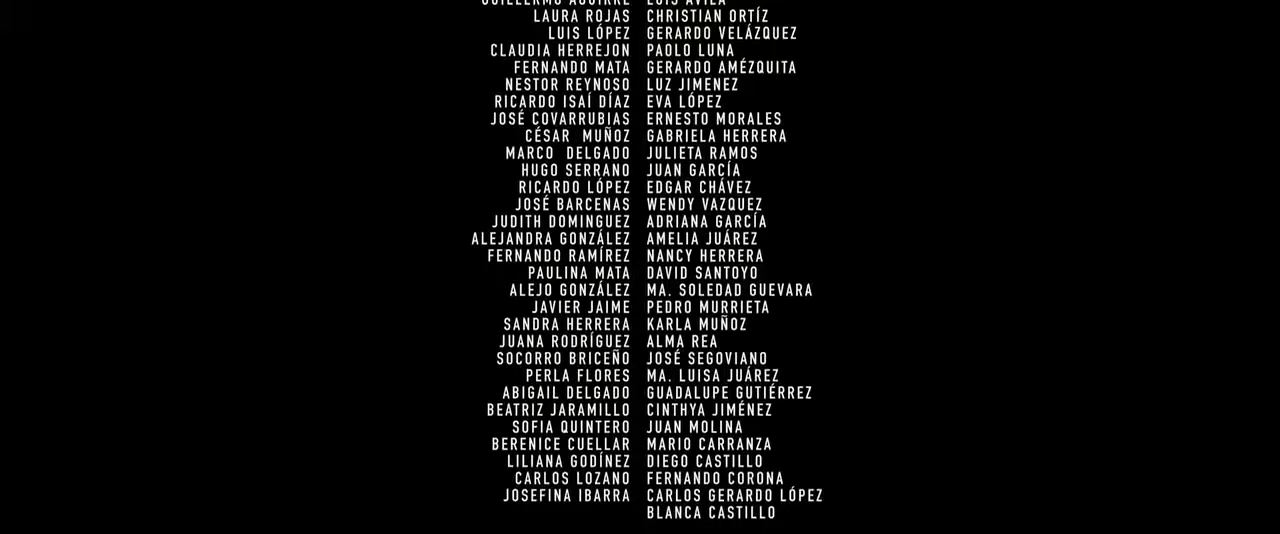 GUILLERMO AGUIRRE LUIS ÁVILA
LAURA ROJAS CHRISTIAN ORTÍZ
LUIS LÓPEZ GERARDO VELÁZQUEZ
CLAUDIA HERREJON PAOLO LUNA
FERNANDO MATA GERARDO AMÉZQUITA
NESTOR REYNOSO LUZ JIMENEZ
RICARDO ISAÍ DÍAZ EVA LÓPEZ
JOSÉ COVARRUBIAS ERNESTO MORALES
CÉSAR MUÑOZ GABRIELA HERRERA
MARCO DELGADO JULIETA RAMOS
HUGO SERRANO JUAN GARCÍA
RICARDO LÓPEZ EDGAR CHÁVEZ
JOSÉ BARCENAS WENDY VAZQUEZ
JUDITH DOMINGUEZ ADRIANA GARCÍA
ALEJANDRA GONZÁLEZ AMELIA JUÁREZ
FERNANDO RAMÍREZ NANCY HERRERA
PAULINA MATA DAVID SANTOYO
ALEJO GONZÁLEZ MA. SOLEDAD GUEVARA
JAVIER JAIME PEDRO MURRIETA
SANDRA HERRERA KARLA MUÑOZ
JUANA RODRÍGUEZ ALMA REA
SOCORRO BRICEÑO JOSÉ SEGOVIANO
PERLA FLORES MA. LUISA JUÁREZ
ABIGAIL DELGADO GUADALUPE GUTIÉRREZ
BEATRIZ JARAMILLO CINTHYA JIMÉNEZ
SOFIA QUINTERO JUAN MOLINA
BERENICE CUELLAR MARIO CARRANZA
LILIANA GODÍNEZ DIEGO CASTILLO
CARLOS LOZANO FERNANDO CORONA
JOSEFINA IBARRA CARLOS GERARDO LÓPEZ
BLANCA CASTILLO